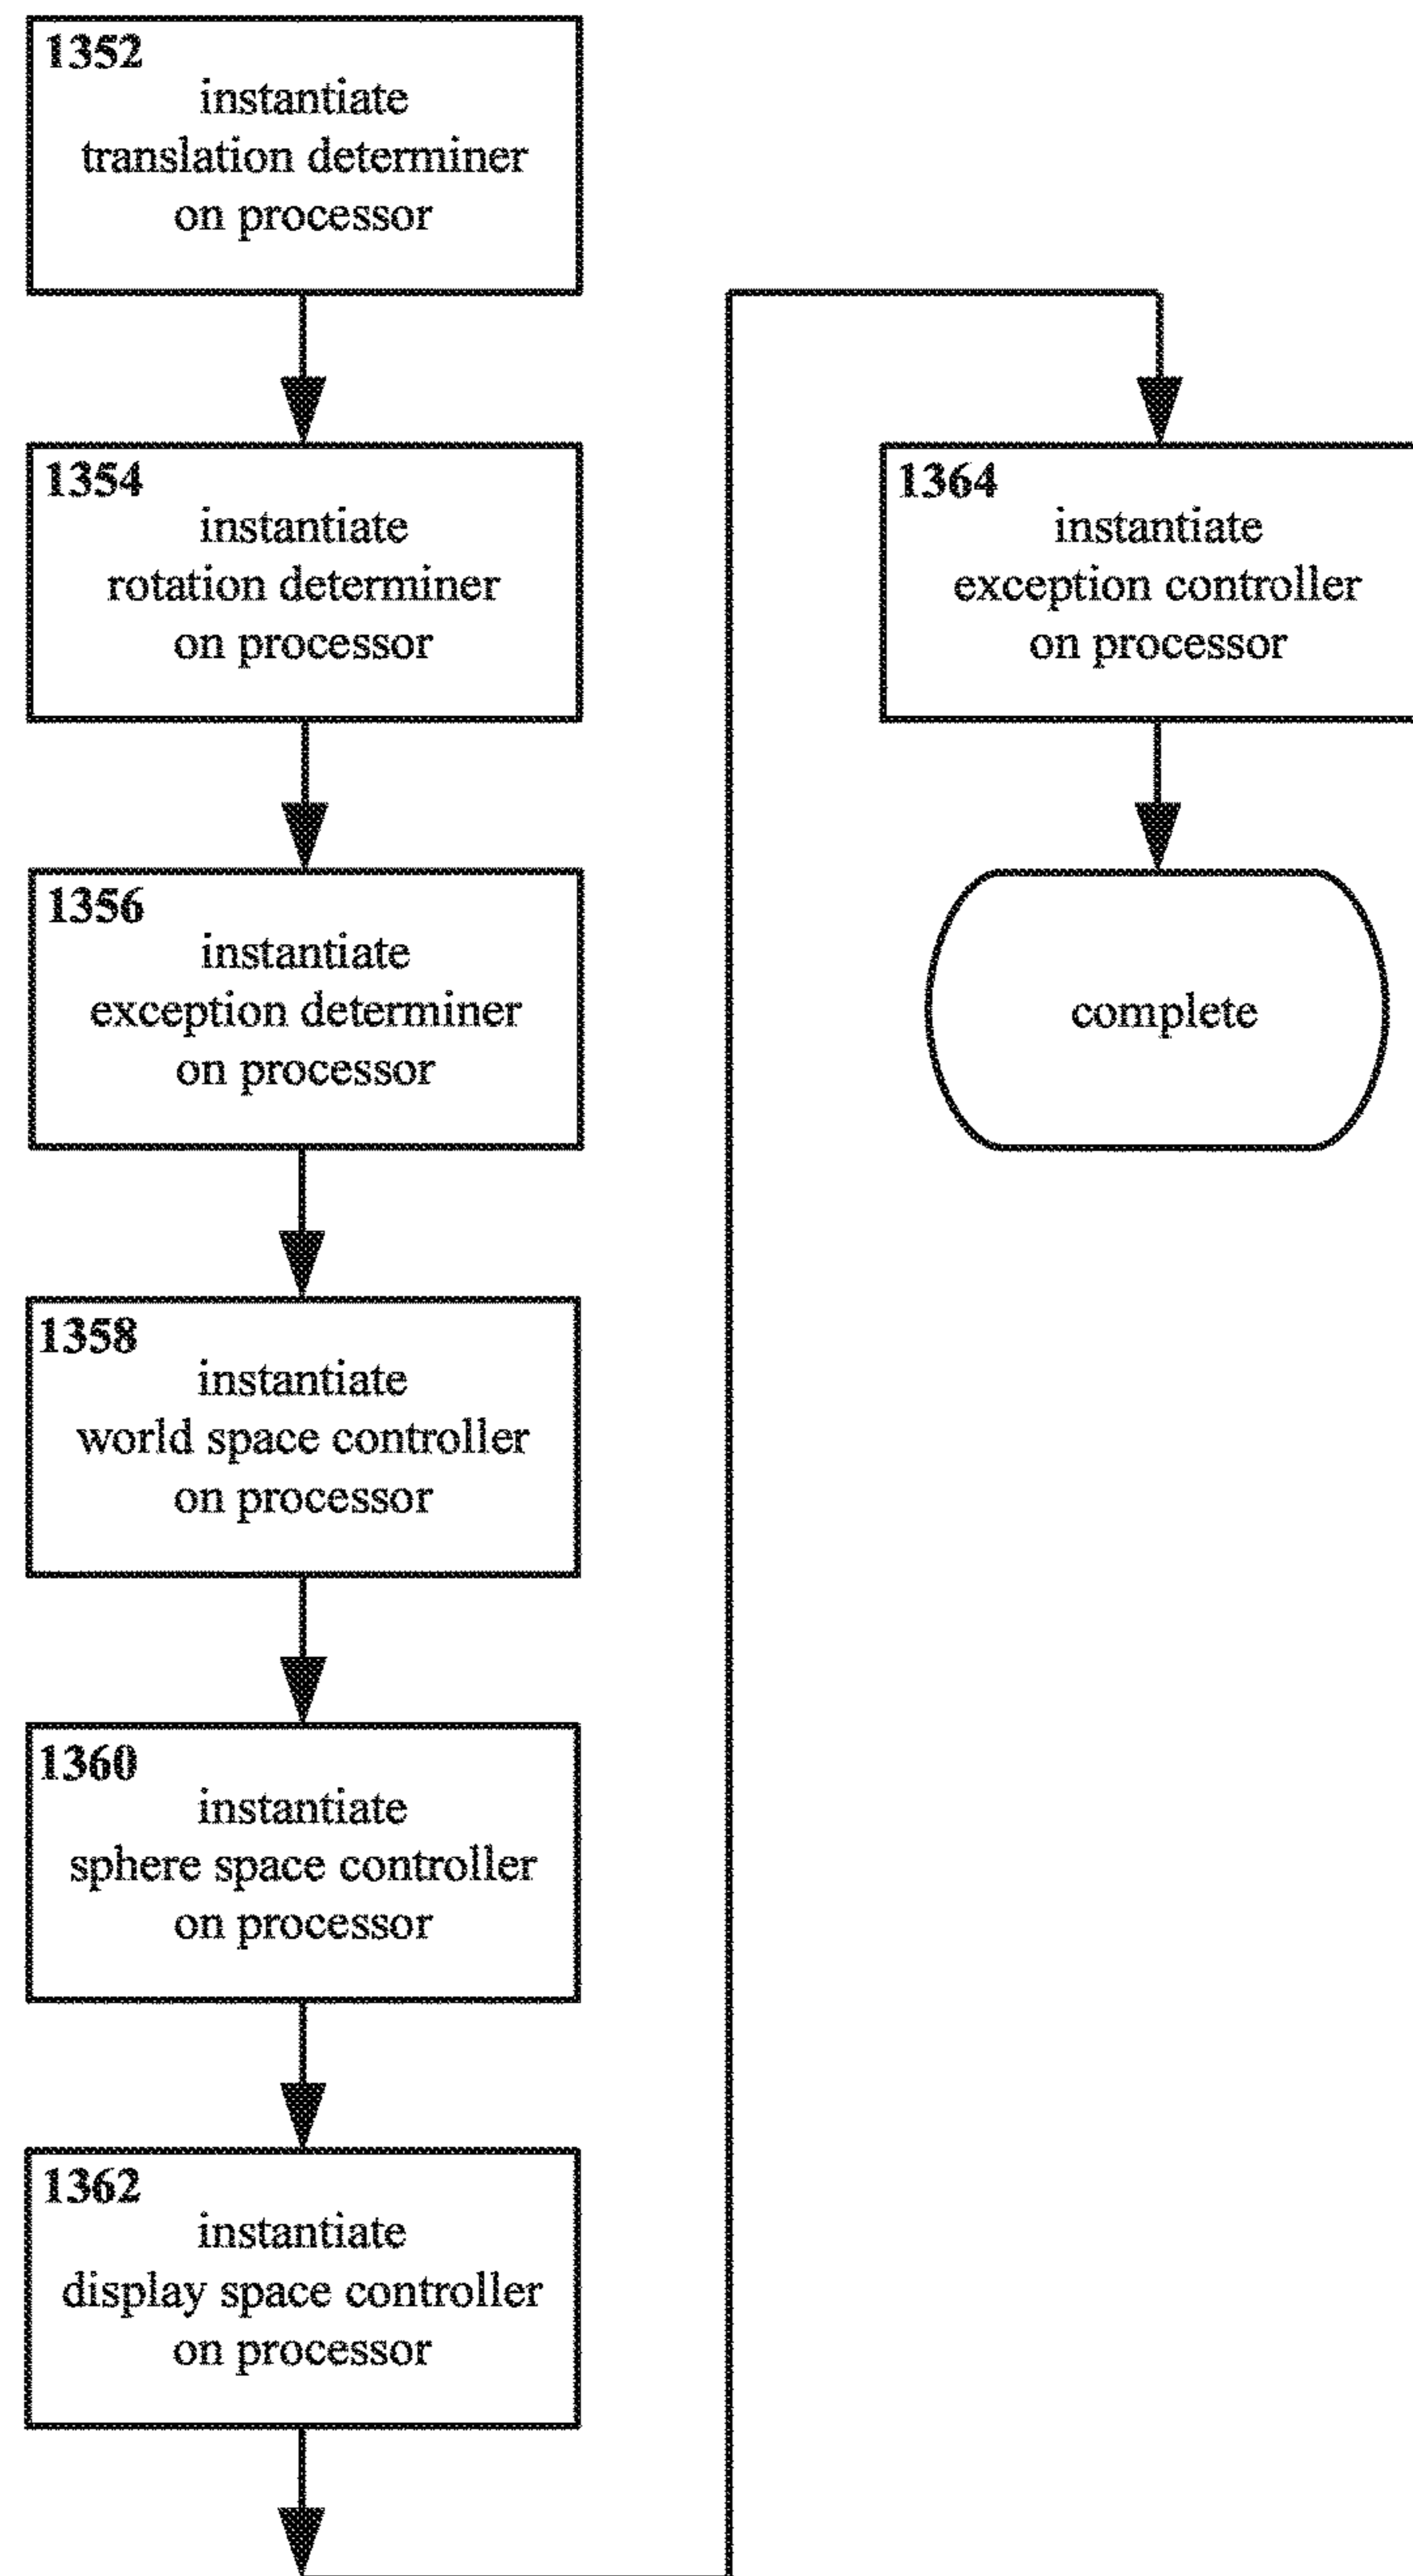 1352
instantiate
translation determiner
on processor
1354
instantiate
rotation determiner
on processor
1356
instantiate
exception determiner
on processor
1358
instantiate
world space controller
on processor
1360
instantiate
sphere space controller
on processor
1362
instantiate
display space controller
on processor
1364
instantiate
exception controller
on processor
complete